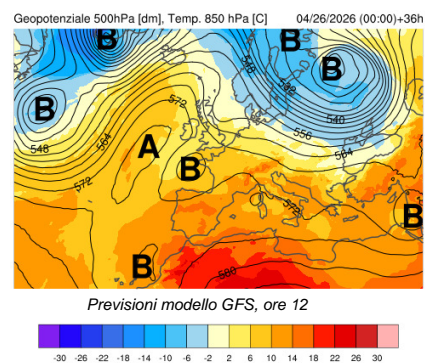 Geopotenziale 500hPa [dm], Temp. 850 hPa [C] 04/26/2026 (00:00)+36h
B B
B
B
572
548
540
556
564
564
548
A
B
572
572
B
B
580
Previsioni modello GFS, ore 12
-30 -26 -22 -18 -14 -10 -6 -2 2 6 10 14 18 22 26 30